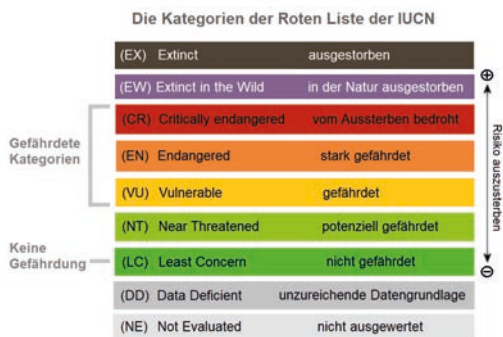 Die Kategorien der Roten Liste der IUCN
(EX) Extinct ausgestorben
(EW) Extinct in the Wild in der Natur ausgestorben
(CR) Critically endangered vom Aussterben bedroht
Gefährdete
Kategorien
(EN) Endangered stark gefährdet
(VU) Vulnerable gefährdet
(NT) Near Threatened potenziell gefährdet
Keine
Gefährdung
(LC) Least Concern nicht gefährdet
(DD) Data Deficient unzureichende Datengrundlage
(NE) Not Evaluated nicht ausgewertet
⊕
Risiko auszusterben
⊖